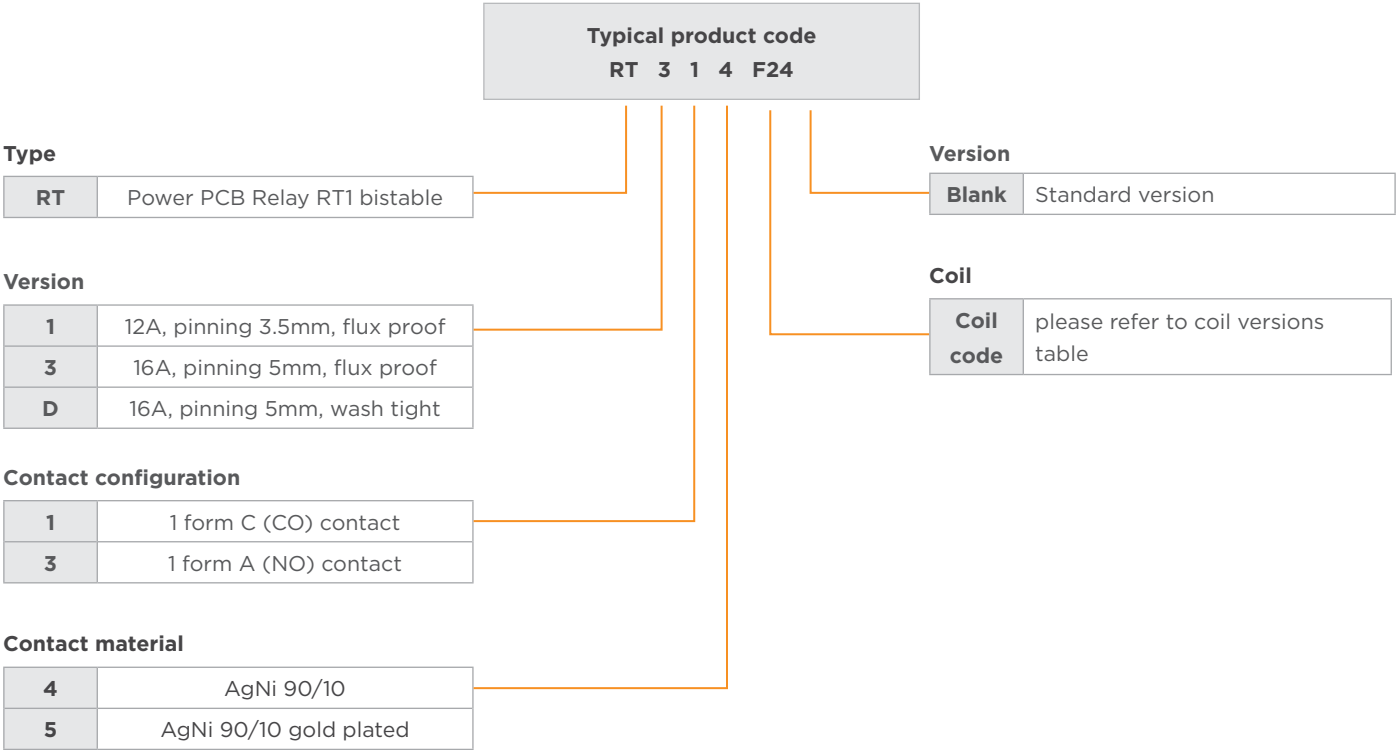 Typical product code
RT 3 1 4 F24
Type
RT Power PCB Relay RT1 bistable
Version
1 12A, pinning 3.5mm, flux proof
3 16A, pinning 5mm, flux proof
D 16A, pinning 5mm, wash tight
Contact configuration
1 1 form C (CO) contact
3 1 form A (NO) contact
Contact material
4 AgNi 90/10
5 AgNi 90/10 gold plated
Version
Blank Standard version
Coil
Coil code please refer to coil versions
table